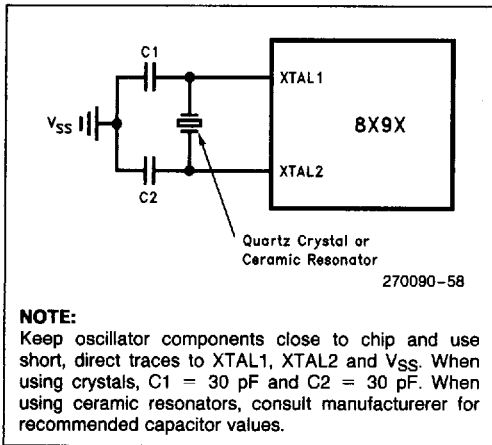 C1
XTAL1
VSS
8X9X
XTAL2
C2
Quartz Crystal or
Ceramic Resonator
270090-58
NOTE:
Keep oscillator components close to chip and use
short, direct traces to XTAL1, XTAL2 and VSS. When
using crystals, C1 = 30 pF and C2 = 30 pF. When
using ceramic resonators, consult manufacturerer for
recommended capacitor values.